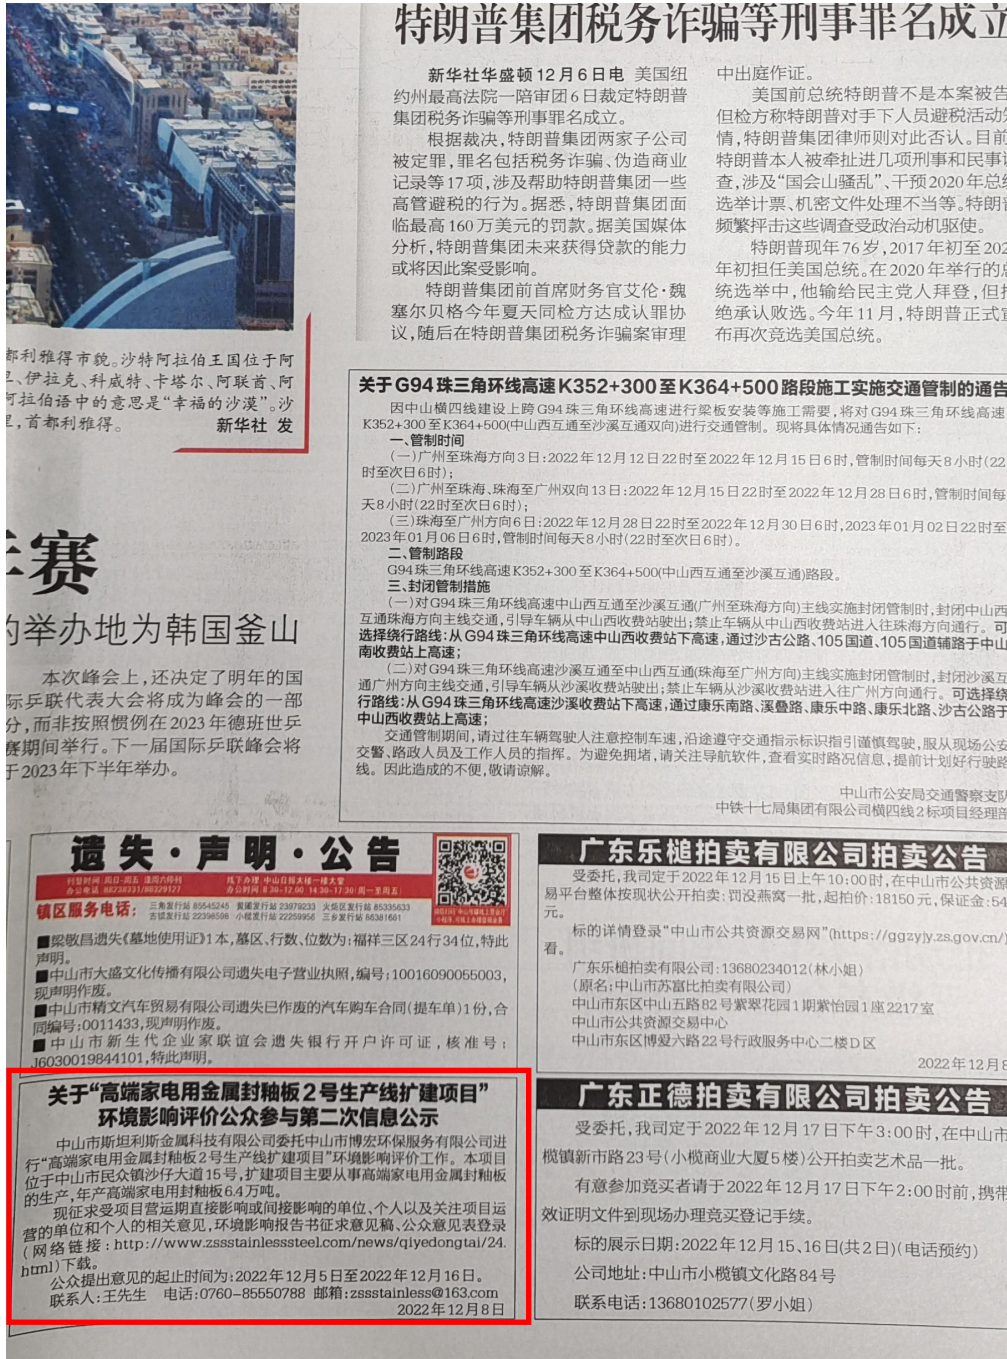 特朗普集团税务诈骗等刑事罪名成立
新华社华盛顿12月6日电 美国纽
约州最高法院一陪审团6日裁定特朗普
集团税务诈骗等刑事罪名成立。
根据裁决,特朗普集团两家子公司
被定罪,罪名包括税务诈骗、伪造商业
记录等17项,涉及帮助特朗普集团一些
高管避税的行为。据悉,特朗普集团面
临最高160万美元的罚款。据美国媒体
分析,特朗普集团未来获得贷款的能力
或将因此案受影响。
特朗普集团前首席财务官艾伦·魏
塞尔贝格今年夏天同检方达成认罪协
议,随后在特朗普集团税务诈骗案审理
中出庭作证。
美国前总统特朗普不是本案被告
但检方称特朗普对手下人员避税活动知
情,特朗普集团律师则对此否认。目前
特朗普本人被牵扯进几项刑事和民事调
查,涉及“国会山骚乱”、干预2020年总统
选举计票、机密文件处理不当等。特朗普
频繁抨击这些调查受政治动机驱使。
特朗普现年76岁,2017年初至202
年初担任美国总统。在2020年举行的总
统选举中,他输给民主党人拜登,但拒
绝承认败选。今年11月,特朗普正式宣
布再次竞选美国总统。
都利雅得市貌。沙特阿拉伯王国位于阿
、伊拉克、科威特、卡塔尔、阿联酋、阿
阿拉伯语中的意思是“幸福的沙漠”。沙
里,首都利雅得。 新华社 发
乒赛
的举办地为韩国釜山
本次峰会上,还决定了明年的国
际乒联代表大会将成为峰会的一部
分,而非按照惯例在2023年德班世乒
赛期间举行。下一届国际乒联峰会将
于2023年下半年举办。
关于G94珠三角环线高速K352+300至K364+500路段施工实施交通管制的通告
因中山横四线建设上跨G94珠三角环线高速进行梁板安装等施工需要,将对G94珠三角环线高速
K352+300至K364+500(中山西互通至沙溪互通双向)进行交通管制。现将具体情况通告如下:
一、管制时间
(一)广州至珠海方向3日:2022年12月12日22时至2022年12月15日6时,管制时间每天8小时(22
时至次日6时);
(二)广州至珠海、珠海至广州双向13日:2022年12月15日22时至2022年12月28日6时,管制时间每
天8小时(22时至次日6时);
(三)珠海至广州方向6日:2022年12月28日22时至2022年12月30日6时,2023年01月02日22时至
2023年01月06日6时,管制时间每天8小时(22时至次日6时)。
二、管制路段
G94珠三角环线高速K352+300至K364+500(中山西互通至沙溪互通)路段。
三、封闭管制措施
(一)对G94珠三角环线高速中山西互通至沙溪互通(广州至珠海方向)主线实施封闭管制时,封闭中山西
互通珠海方向主线交通,引导车辆从中山西收费站驶出;禁止车辆从中山西收费站进入往珠海方向通行。可
选择绕行路线:从G94珠三角环线高速中山西收费站下高速,通过沙古公路、105国道、105国道辅路于中山
南收费站上高速;
(二)对G94珠三角环线高速沙溪互通至中山西互通(珠海至广州方向)主线实施封闭管制时,封闭沙溪互
通广州方向主线交通,引导车辆从沙溪收费站驶出;禁止车辆从沙溪收费站进入往广州方向通行。可选择绕
行路线:从G94珠三角环线高速沙溪收费站下高速,通过康乐南路、溪叠路、康乐中路、康乐北路、沙古公路于
中山西收费站上高速;
交通管制期间,请过往车辆驾驶人注意控制车速,沿途遵守交通指示标识指引谨慎驾驶,服从现场公安
交警、路政人员及工作人员的指挥。为避免拥堵,请关注导航软件,查看实时路况信息,提前计划好行驶路
线。因此造成的不便,敬请谅解。
中山市公安局交通警察支队
中铁十七局集团有限公司横四线2标项目经理部
遗失·声明·公告
刊登时间:周日-周五 逢周六停刊
办公电话 88238331/88329127
线下办理:中山日报大楼一楼大堂
办公时间 8:30-12:00 14:30-17:30(周一至周五)
镇区服务电话:
三角发行站 85545245 黄圃发行站 23979233 火炬区发行站 85335633
古镇发行站 22398598 小榄发行站 22259956 三乡发行站 86381661
■梁敬昌遗失《墓地使用证》1本,墓区、行数、位数为:福祥三区24行34位,特此
声明。
■中山市大盛文化传播有限公司遗失电子营业执照,编号:10016090055003,
现声明作废。
■中山市精文汽车贸易有限公司遗失已作废的汽车购车合同(提车单)1份,合
同编号:0011433,现声明作废。
■中山市新生代企业家联谊会遗失银行开户许可证,核准号:
J6030019844101,特此声明。
关于“高端家电用金属封釉板2号生产线扩建项目”
环境影响评价公众参与第二次信息公示
中山市斯坦利斯金属科技有限公司委托中山市博宏环保服务有限公司进
行“高端家电用金属封釉板2号生产线扩建项目”环境影响评价工作。本项目
位于中山市民众镇沙仔大道15号,扩建项目主要从事高端家电用金属封釉板
的生产,年产高端家电用封釉板6.4万吨。
现征求受项目营运期直接影响或间接影响的单位、个人以及关注项目运
营的单位和个人的相关意见,环境影响报告书征求意见稿、公众意见表登录
(网络链接:http://www.zssstainlesssteel.com/news/qiyedongtai/24.
html)下载。
公众提出意见的起止时间为:2022年12月5日至2022年12月16日。
联系人:王先生 电话:0760-85550788 邮箱:zssstainless@163.com
2022年12月8日
广东乐槌拍卖有限公司拍卖公告
受委托,我司定于2022年12月15日上午10:00时,在中山市公共资源
易平台整体按现状公开拍卖:罚没燕窝一批,起拍价:18150元,保证金:54
元。
标的详情登录“中山市公共资源交易网”(https://ggzyjy.zs.gov.cn/)
看。
广东乐槌拍卖有限公司:13680234012(林小姐)
(原名:中山市苏富比拍卖有限公司)
中山市东区中山五路82号紫翠花园1期紫怡园1座2217室
中山市公共资源交易中心
中山市东区博爱六路22号行政服务中心二楼D区
2022年12月8
广东正德拍卖有限公司拍卖公告
受委托,我司定于2022年12月17日下午3:00时,在中山市
榄镇新市路23号(小榄商业大厦5楼)公开拍卖艺术品一批。
有意参加竞买者请于2022年12月17日下午2:00时前,携带
效证明文件到现场办理竞买登记手续。
标的展示日期:2022年12月15、16日(共2日)(电话预约)
公司地址:中山市小榄镇文化路84号
联系电话:13680102577(罗小姐)